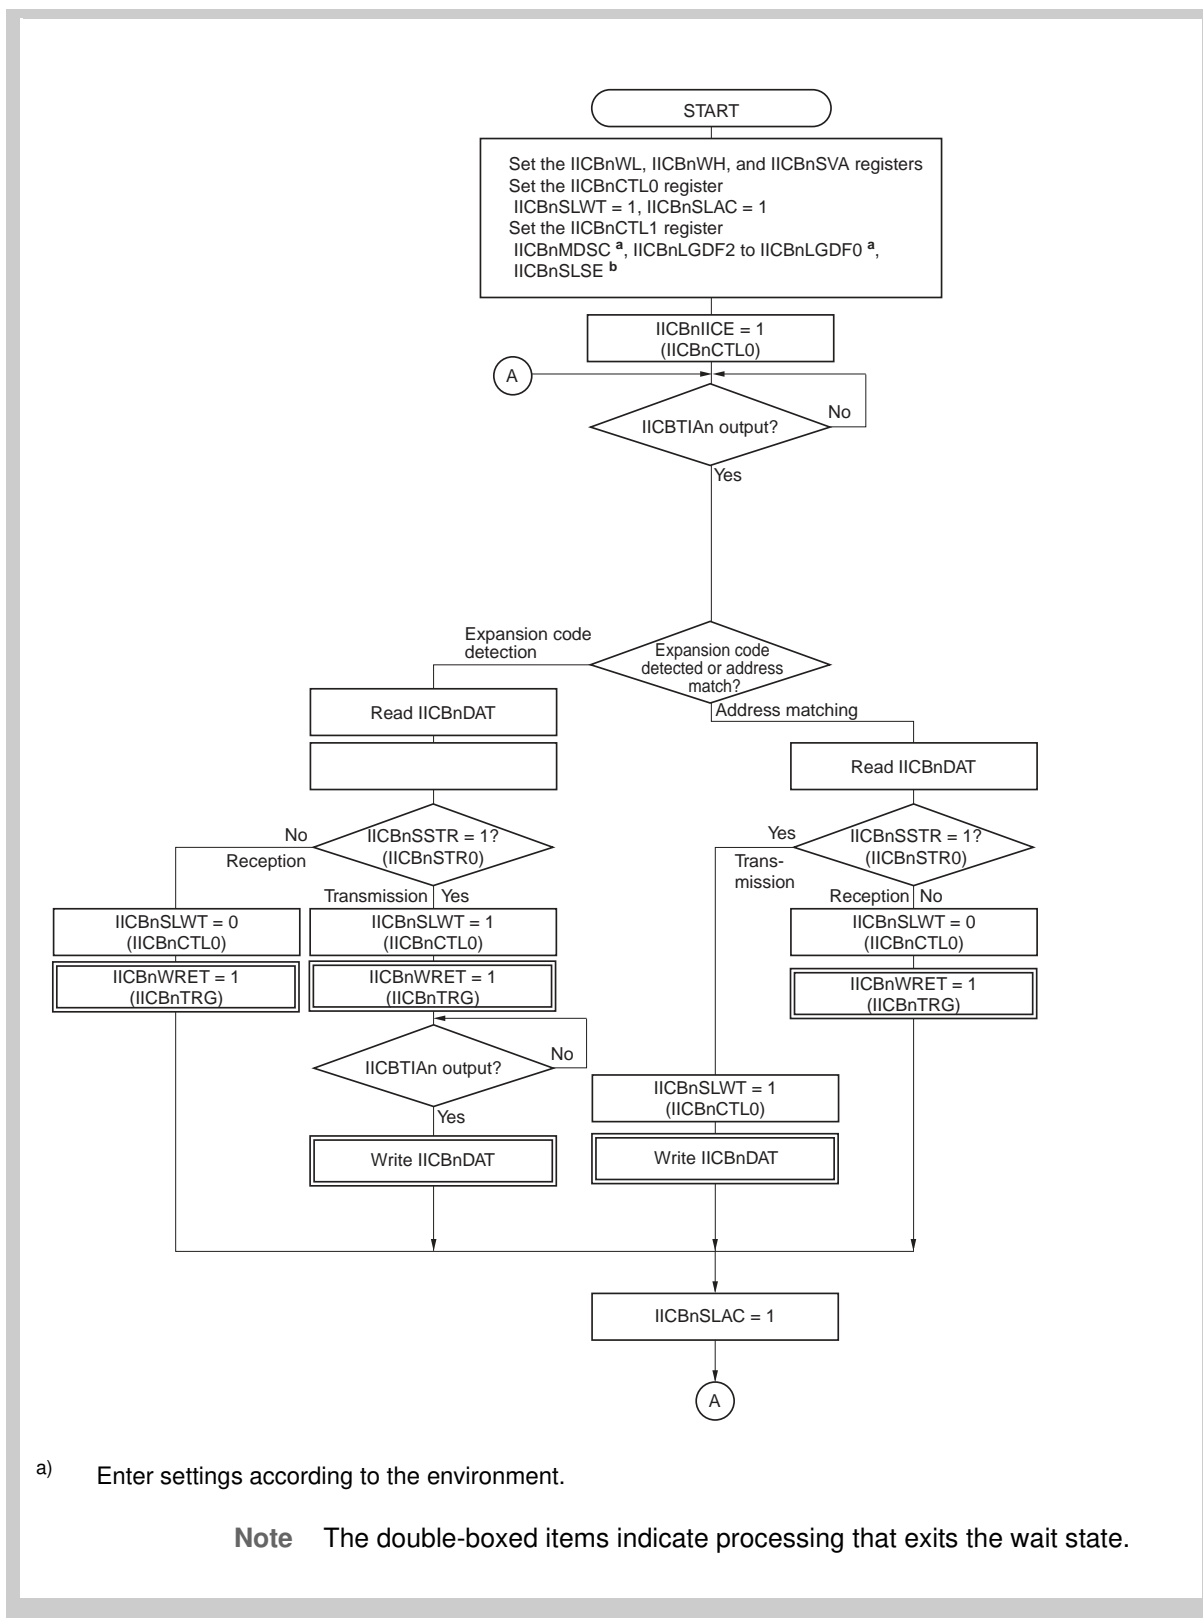 START
Set the IICBnWL, IICBnWH, and IICBnSVA registers
Set the IICBnCTL0 register
IICBnSLWT = 1, IICBnSLAC = 1
Set the IICBnCTL1 register
IICBnMDSC a, IICBnLGDF2 to IICBnLGDF0 a,
IICBnSLSE b
IICBnIICE = 1
(IICBnCTL0)
A
IICBTIAn output?
No
Yes
Expansion code
detection
Expansion code
detected or address
match?
Address matching
Read IICBnDAT
Read IICBnDAT
No
Reception
IICBnSSTR = 1?
(IICBnSTR0)
Transmission Yes
Yes
Trans-
mission
IICBnSSTR = 1?
(IICBnSTR0)
Reception No
IICBnSLWT = 0
(IICBnCTL0)
IICBnSLWT = 1
(IICBnCTL0)
IICBnSLWT = 0
(IICBnCTL0)
IICBnWRET = 1
(IICBnTRG)
IICBnWRET = 1
(IICBnTRG)
IICBnWRET = 1
(IICBnTRG)
IICBTIAn output?
No
Yes
IICBnSLWT = 1
(IICBnCTL0)
Write IICBnDAT
Write IICBnDAT
IICBnSLAC = 1
A
a) Enter settings according to the environment.
Note The double-boxed items indicate processing that exits the wait state.